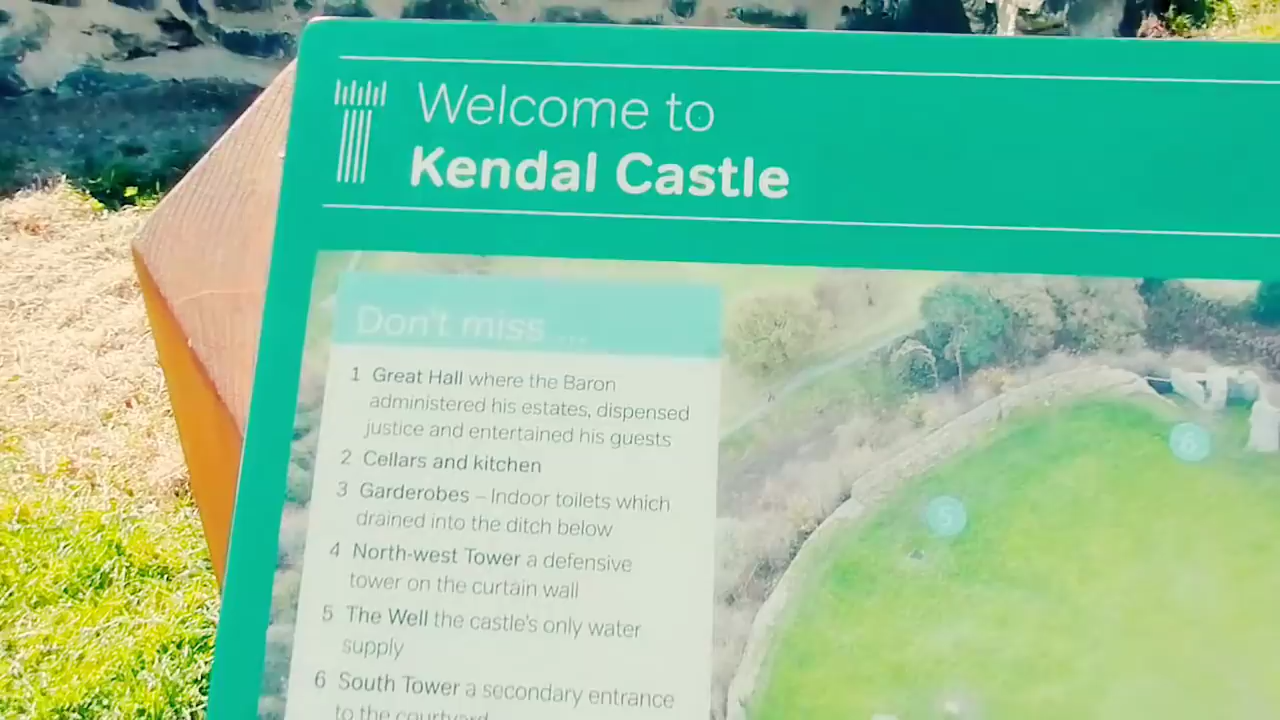 Welcome to
Kendal Castle
Don't miss ...
1 Great Hall where the Baron
administered his estates, dispensed
justice and entertained his guests
2 Cellars and kitchen
3 Garderobes – Indoor toilets which
drained into the ditch below
4 North-west Tower a defensive
tower on the curtain wall
5 The Well the castle's only water
supply
6 South Tower a secondary entrance
to the courtyard
6
5